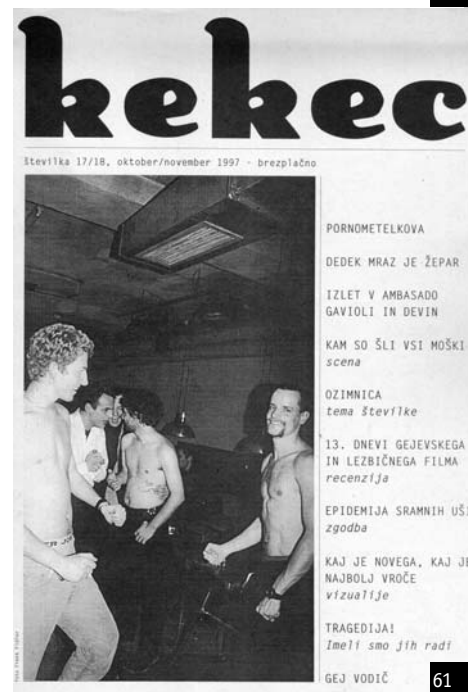 kekec
številka 17/18, oktober/november 1997 - brezplačno
PORNOMETELKOVA
DEDEK MRAZ JE ŽEPAR
IZLET V AMBASADO
GAVIOLI IN DEVIN
KAM SO ŠLI VSI MOŠKI
scena
OZIMNICA
tema številke
13. DNEVI GEJEVSKEGA
IN LEZBIČNEGA FILMA
recenzija
EPIDEMIJA SRAMNIH UŠI
zgodba
KAJ JE NOVEGA, KAJ JE
NAJBOLJ VROČE
vizualije
TRAGEDIJA!
Imeli smo jih radi
GEJ VODIČ
61